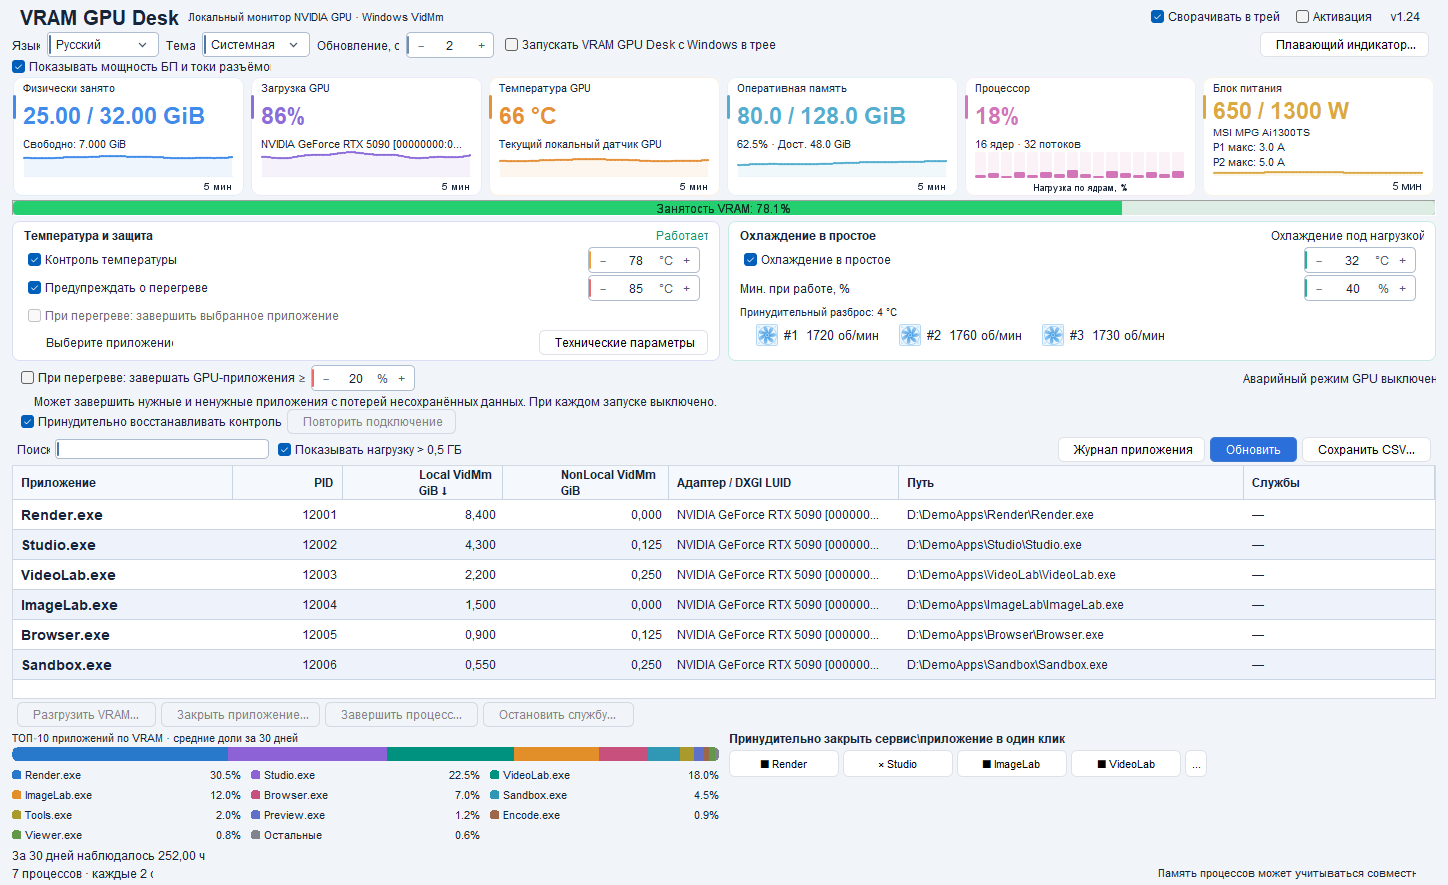 VRAM GPU Desk Локальный монитор NVIDIA GPU · Windows VidMm
Сворачивать в трей Активация v1.24
Язык Русский Тема Системная Обновление, с − 2 + Запускать VRAM GPU Desk с Windows в трее Плавающий индикатор...
Показывать мощность БП и токи разъёмо
Физически занято
25.00 / 32.00 GiB
Свободно: 7.000 GiB
5 мин
Загрузка GPU
86%
NVIDIA GeForce RTX 5090 [00000000:0...
5 мин
Температура GPU
66 °C
Текущий локальный датчик GPU
5 мин
Оперативная память
80.0 / 128.0 GiB
62.5% · Дост. 48.0 GiB
5 мин
Процессор
18%
16 ядер · 32 потоков
Нагрузка по ядрам, %
Блок питания
650 / 1300 W
MSI MPG Ai1300TS
P1 макс: 3.0 A
P2 макс: 5.0 A
5 мин
Занятость VRAM: 78.1%
Температура и защита Работает
Контроль температуры − 78 °C +
Предупреждать о перегреве − 85 °C +
При перегреве: завершить выбранное приложение
Выберите приложени Технические параметры
Охлаждение в простое Охлаждение под нагрузкой
Охлаждение в простое − 32 °C +
Мин. при работе, % − 40 % +
Принудительный разброс: 4 °C
#1 1720 об/мин #2 1760 об/мин #3 1730 об/мин
При перегреве: завершать GPU-приложения ≥ − 20 % + Аварийный режим GPU выключен
Может завершить нужные и ненужные приложения с потерей несохранённых данных. При каждом запуске выключено.
Принудительно восстанавливать контроль Повторить подключение
Поиск Показывать нагрузку > 0,5 ГБ Журнал приложения Обновить Сохранить CSV...
Приложение PID Local VidMm GiB ↓ NonLocal VidMm GiB Адаптер / DXGI LUID Путь Службы
Render.exe 12001 8,400 0,000 NVIDIA GeForce RTX 5090 [000000... D:\DemoApps\Render\Render.exe —
Studio.exe 12002 4,300 0,125 NVIDIA GeForce RTX 5090 [000000... D:\DemoApps\Studio\Studio.exe —
VideoLab.exe 12003 2,200 0,250 NVIDIA GeForce RTX 5090 [000000... D:\DemoApps\VideoLab\VideoLab.exe —
ImageLab.exe 12004 1,500 0,000 NVIDIA GeForce RTX 5090 [000000... D:\DemoApps\ImageLab\ImageLab.exe —
Browser.exe 12005 0,900 0,125 NVIDIA GeForce RTX 5090 [000000... D:\DemoApps\Browser\Browser.exe —
Sandbox.exe 12006 0,550 0,250 NVIDIA GeForce RTX 5090 [000000... D:\DemoApps\Sandbox\Sandbox.exe —
Разгрузить VRAM... Закрыть приложение... Завершить процесс... Остановить службу...
ТОП-10 приложений по VRAM · средние доли за 30 дней
Render.exe 30.5% Studio.exe 22.5% VideoLab.exe 18.0%
ImageLab.exe 12.0% Browser.exe 7.0% Sandbox.exe 4.5%
Tools.exe 2.0% Preview.exe 1.2% Encode.exe 0.9%
Viewer.exe 0.8% Остальные 0.6%
За 30 дней наблюдалось 252,00 ч
7 процессов · каждые 2 с
Принудительно закрыть сервис\приложение в один клик
■ Render × Studio ■ ImageLab ■ VideoLab ...
Память процессов может учитываться совместн